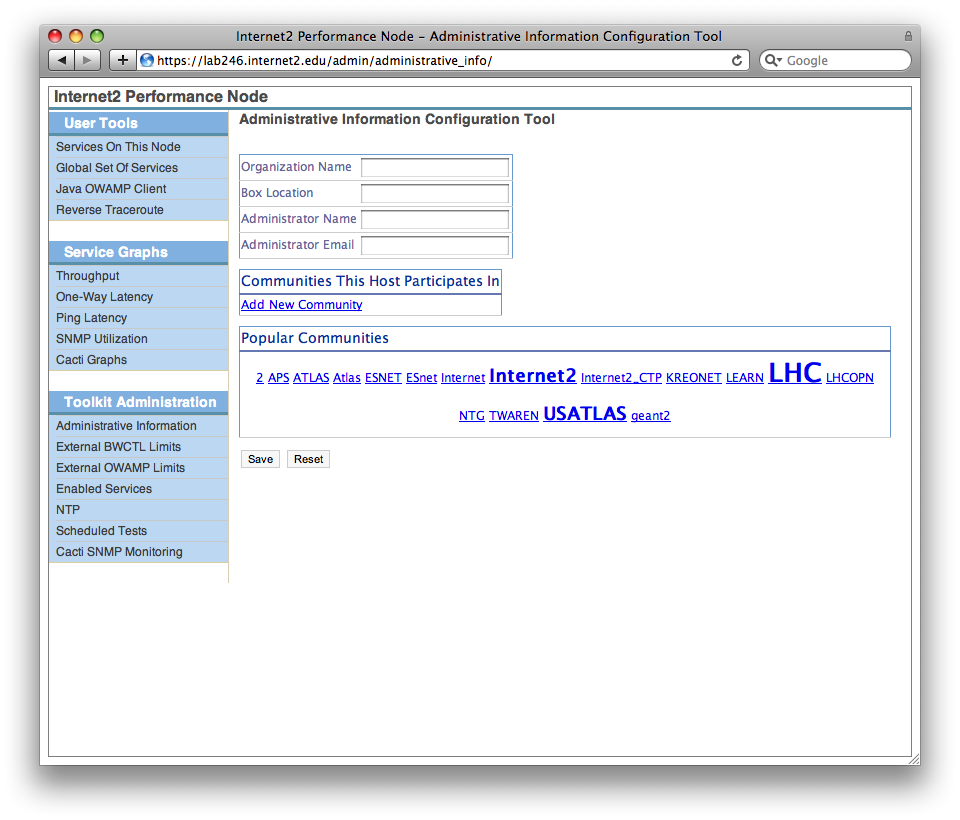 Internet2 Performance Node – Administrative Information Configuration Tool
https://lab246.internet2.edu/admin/administrative_info/
Google
Internet2 Performance Node
User Tools
Services On This Node
Global Set Of Services
Java OWAMP Client
Reverse Traceroute
Service Graphs
Throughput
One-Way Latency
Ping Latency
SNMP Utilization
Cacti Graphs
Toolkit Administration
Administrative Information
External BWCTL Limits
External OWAMP Limits
Enabled Services
NTP
Scheduled Tests
Cacti SNMP Monitoring
Administrative Information Configuration Tool
Organization Name
Box Location
Administrator Name
Administrator Email
Communities This Host Participates In
Add New Community
Popular Communities
2 APS ATLAS Atlas ESNET ESnet Internet Internet2 Internet2_CTP KREONET LEARN LHC LHCOPN
NTG TWAREN USATLAS geant2
Save Reset